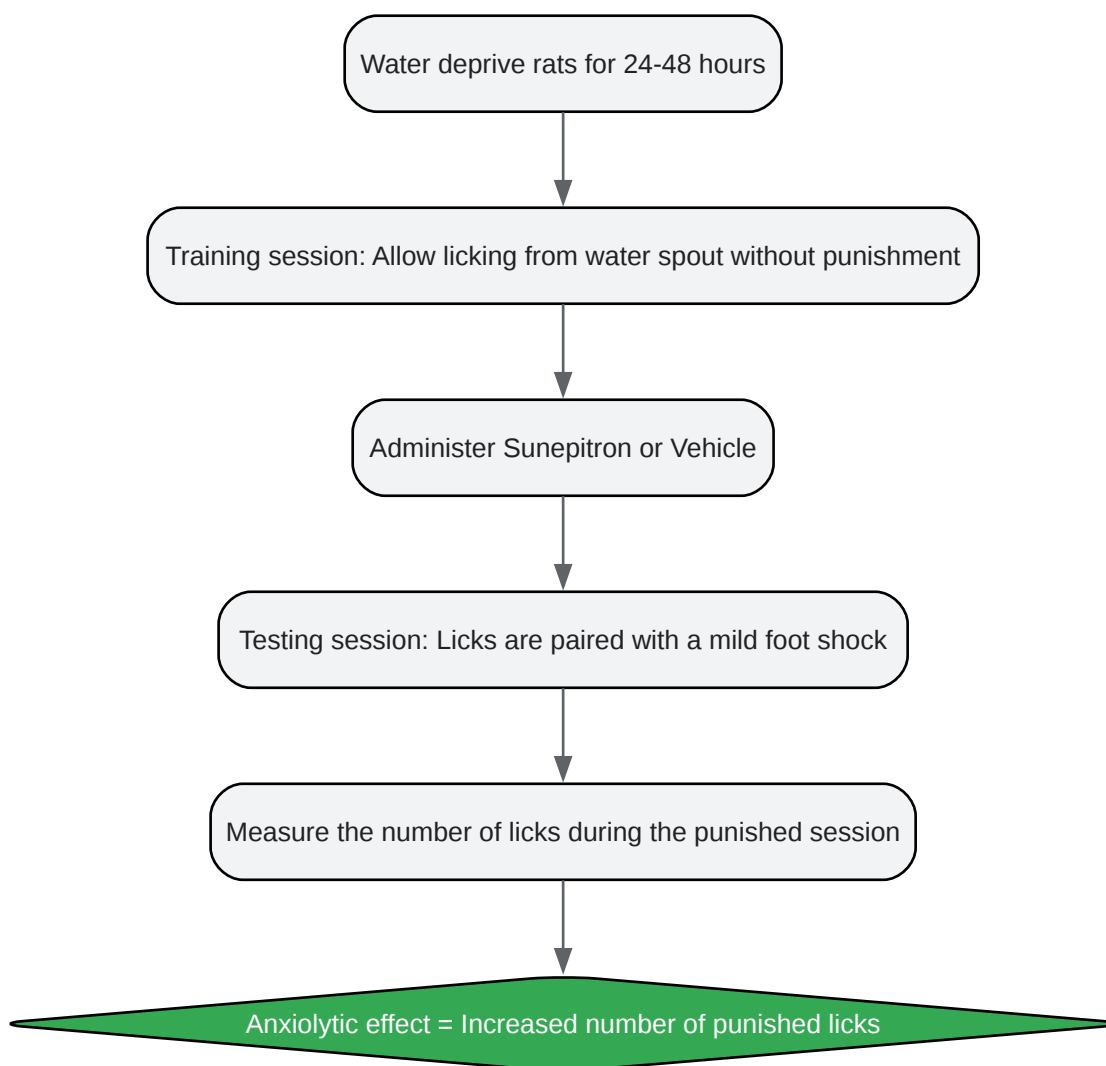 Water deprive rats for 24-48 hours
Training session: Allow licking from water spout without punishment
Administer Sunepitron or Vehicle
Testing session: Licks are paired with a mild foot shock
Measure the number of licks during the punished session
Anxiolytic effect = Increased number of punished licks